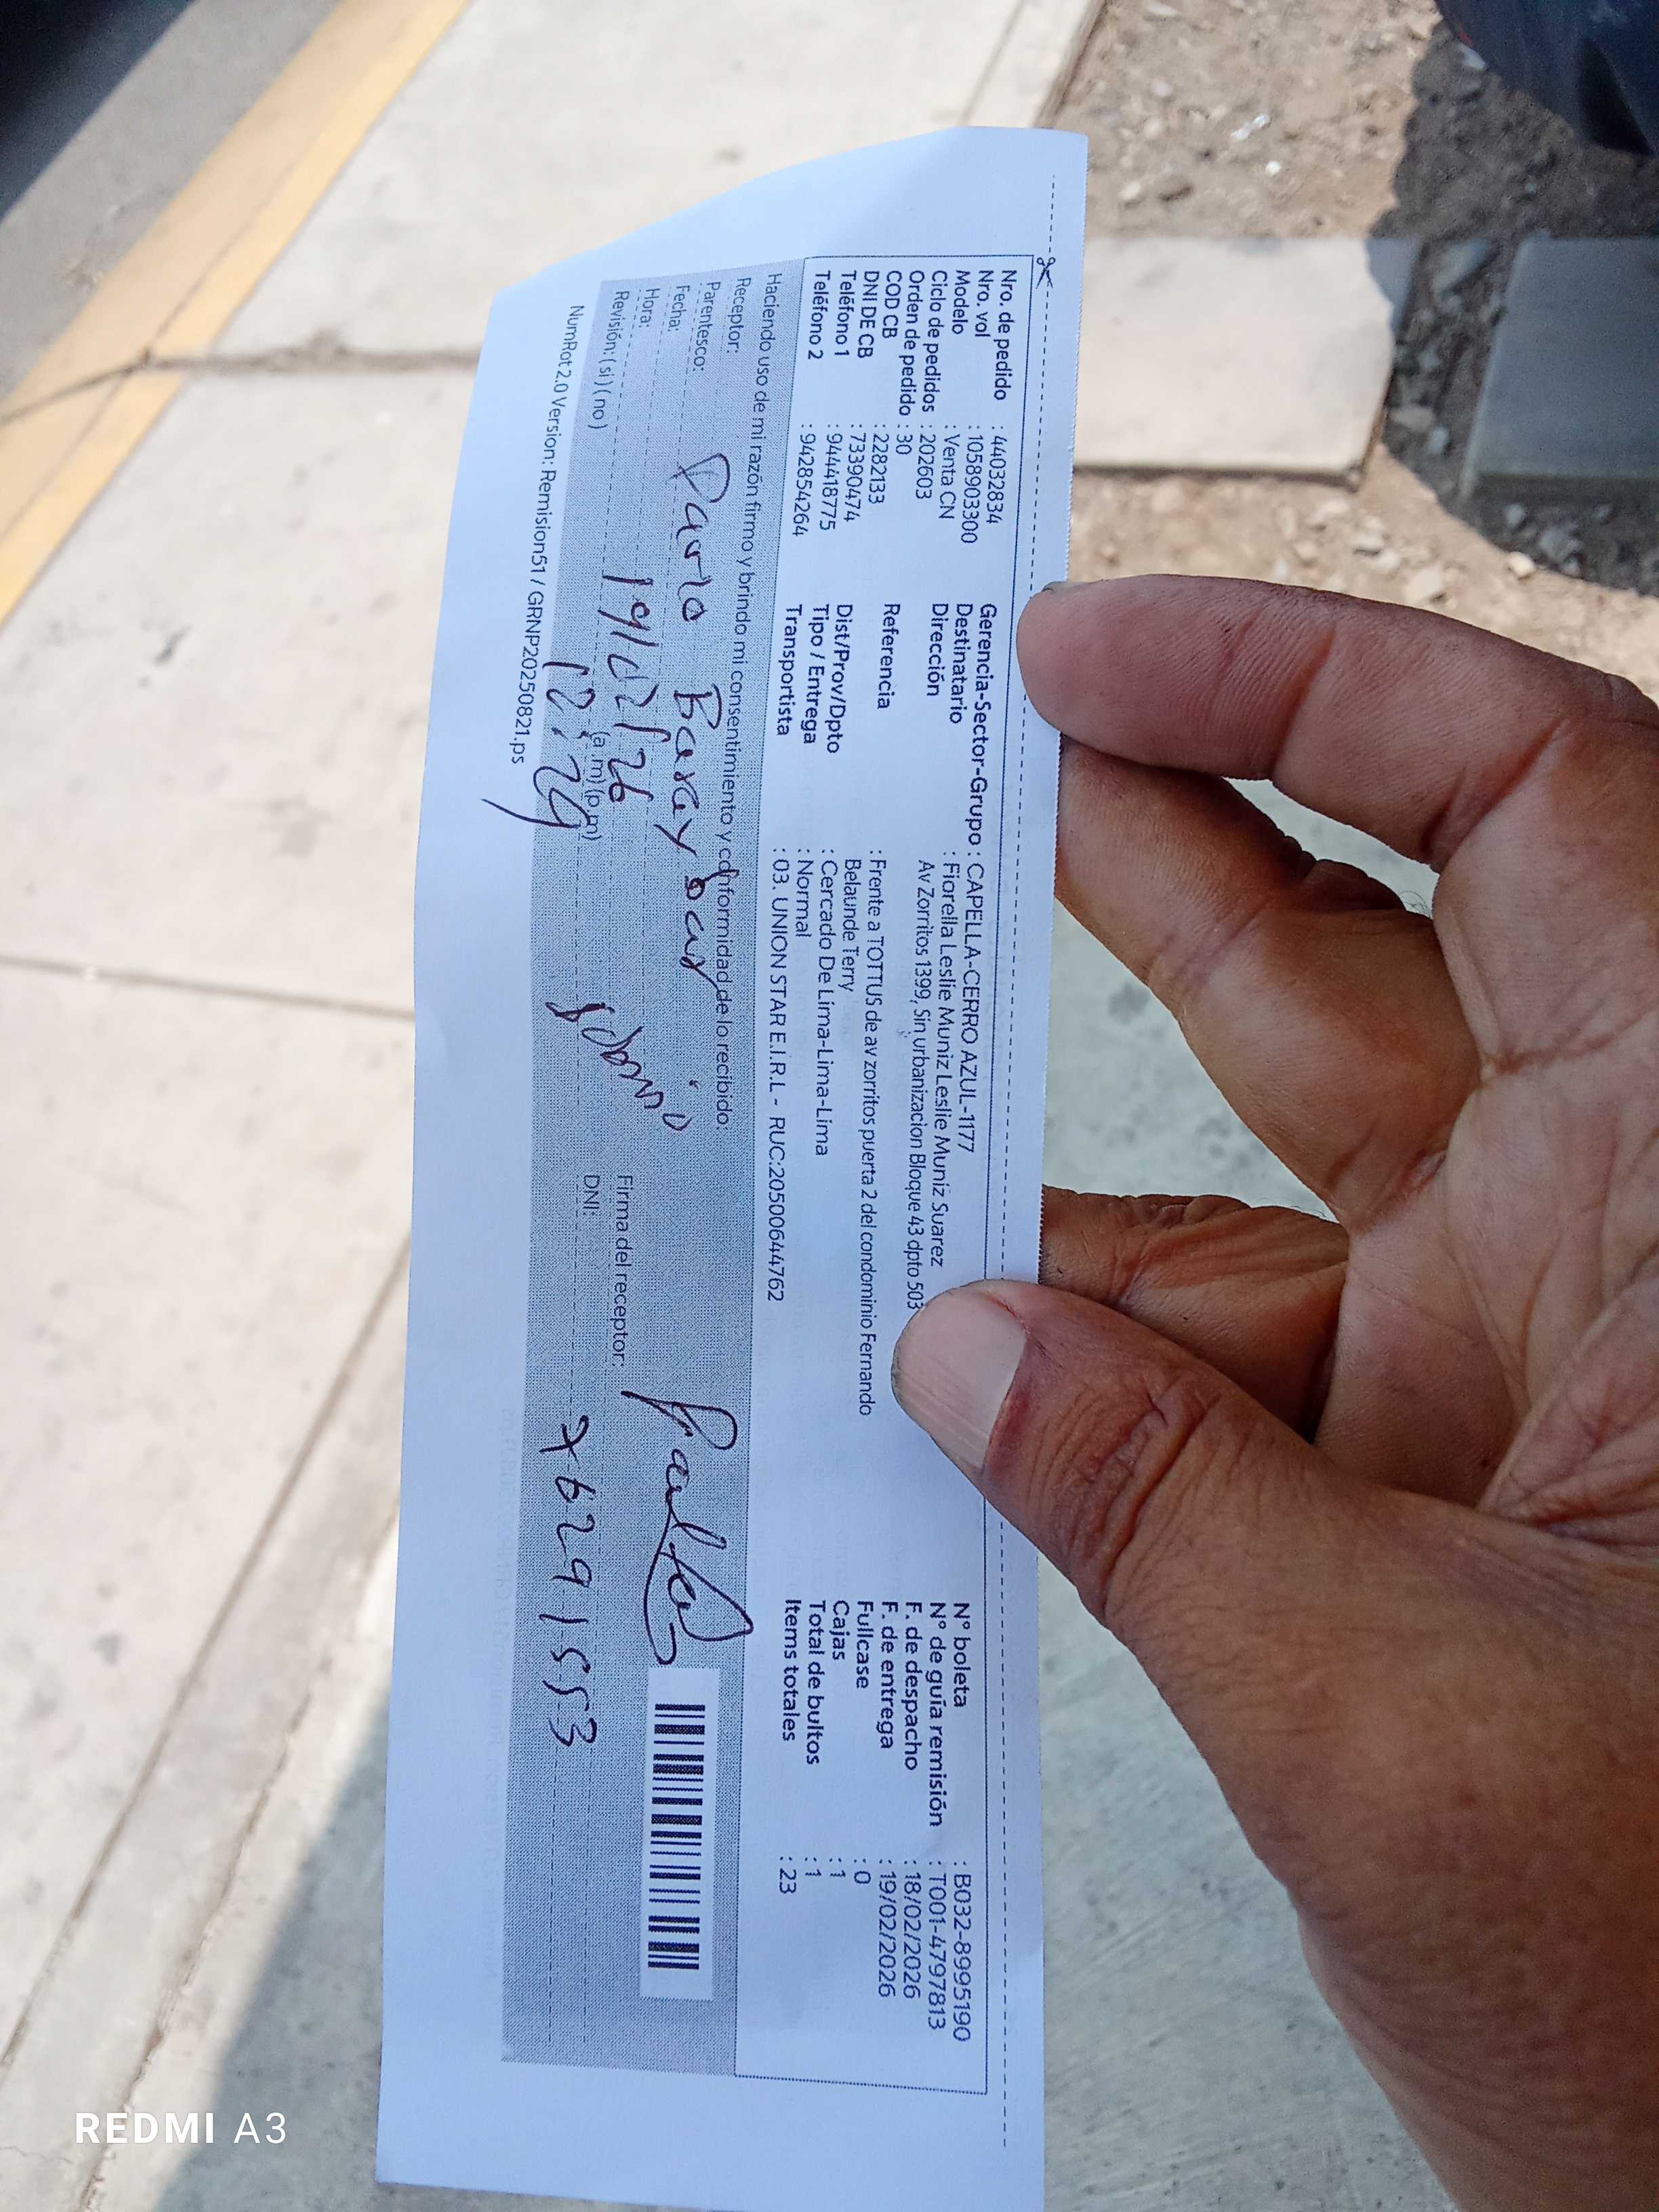 Nro. de pedido : 44032834
Nro. vol : 1058903300
Modelo : Venta CN
Ciclo de pedidos : 202603
Orden de pedido : 30
COD CB : 2282133
DNI DE CB : 73390474
Teléfono 1 : 944418775
Teléfono 2 : 942854264
Gerencia-Sector-Grupo : CAPELLA-CERRO AZUL-1177
Destinatario : Fiorella Leslie Muniz Leslie Muniz Suarez
Dirección Av Zorritos 1399, Sin urbanizacion Bloque 43 dpto 503
Referencia : Frente a TOTTUS de av zorritos puerta 2 del condominio Fernando
Belaunde Terry
Dist/Prov/Dpto : Cercado De Lima-Lima-Lima
Tipo / Entrega : Normal
Transportista : 03. UNION STAR E.I.R.L - RUC:20500644762
N° boleta : B032-8995190
N° de guía remisión : T001-4797813
F. de despacho : 18/02/2026
F. de entrega : 19/02/2026
Fullcase : 0
Cajas : 1
Total de bultos : 1
Items totales : 23
Haciendo uso de mi razón firmo y brindo mi consentimiento y conformidad de lo recibido:
Receptor:
Parentesco:
Fecha: 19/02/26
Hora: 12:24 (a.m) (p.m)
Revisión: ( si ) ( no )
Firma del receptor:
DNI:
NumRot2.0 Version: Remision51 / GRNP20250821.ps
REDMI A3